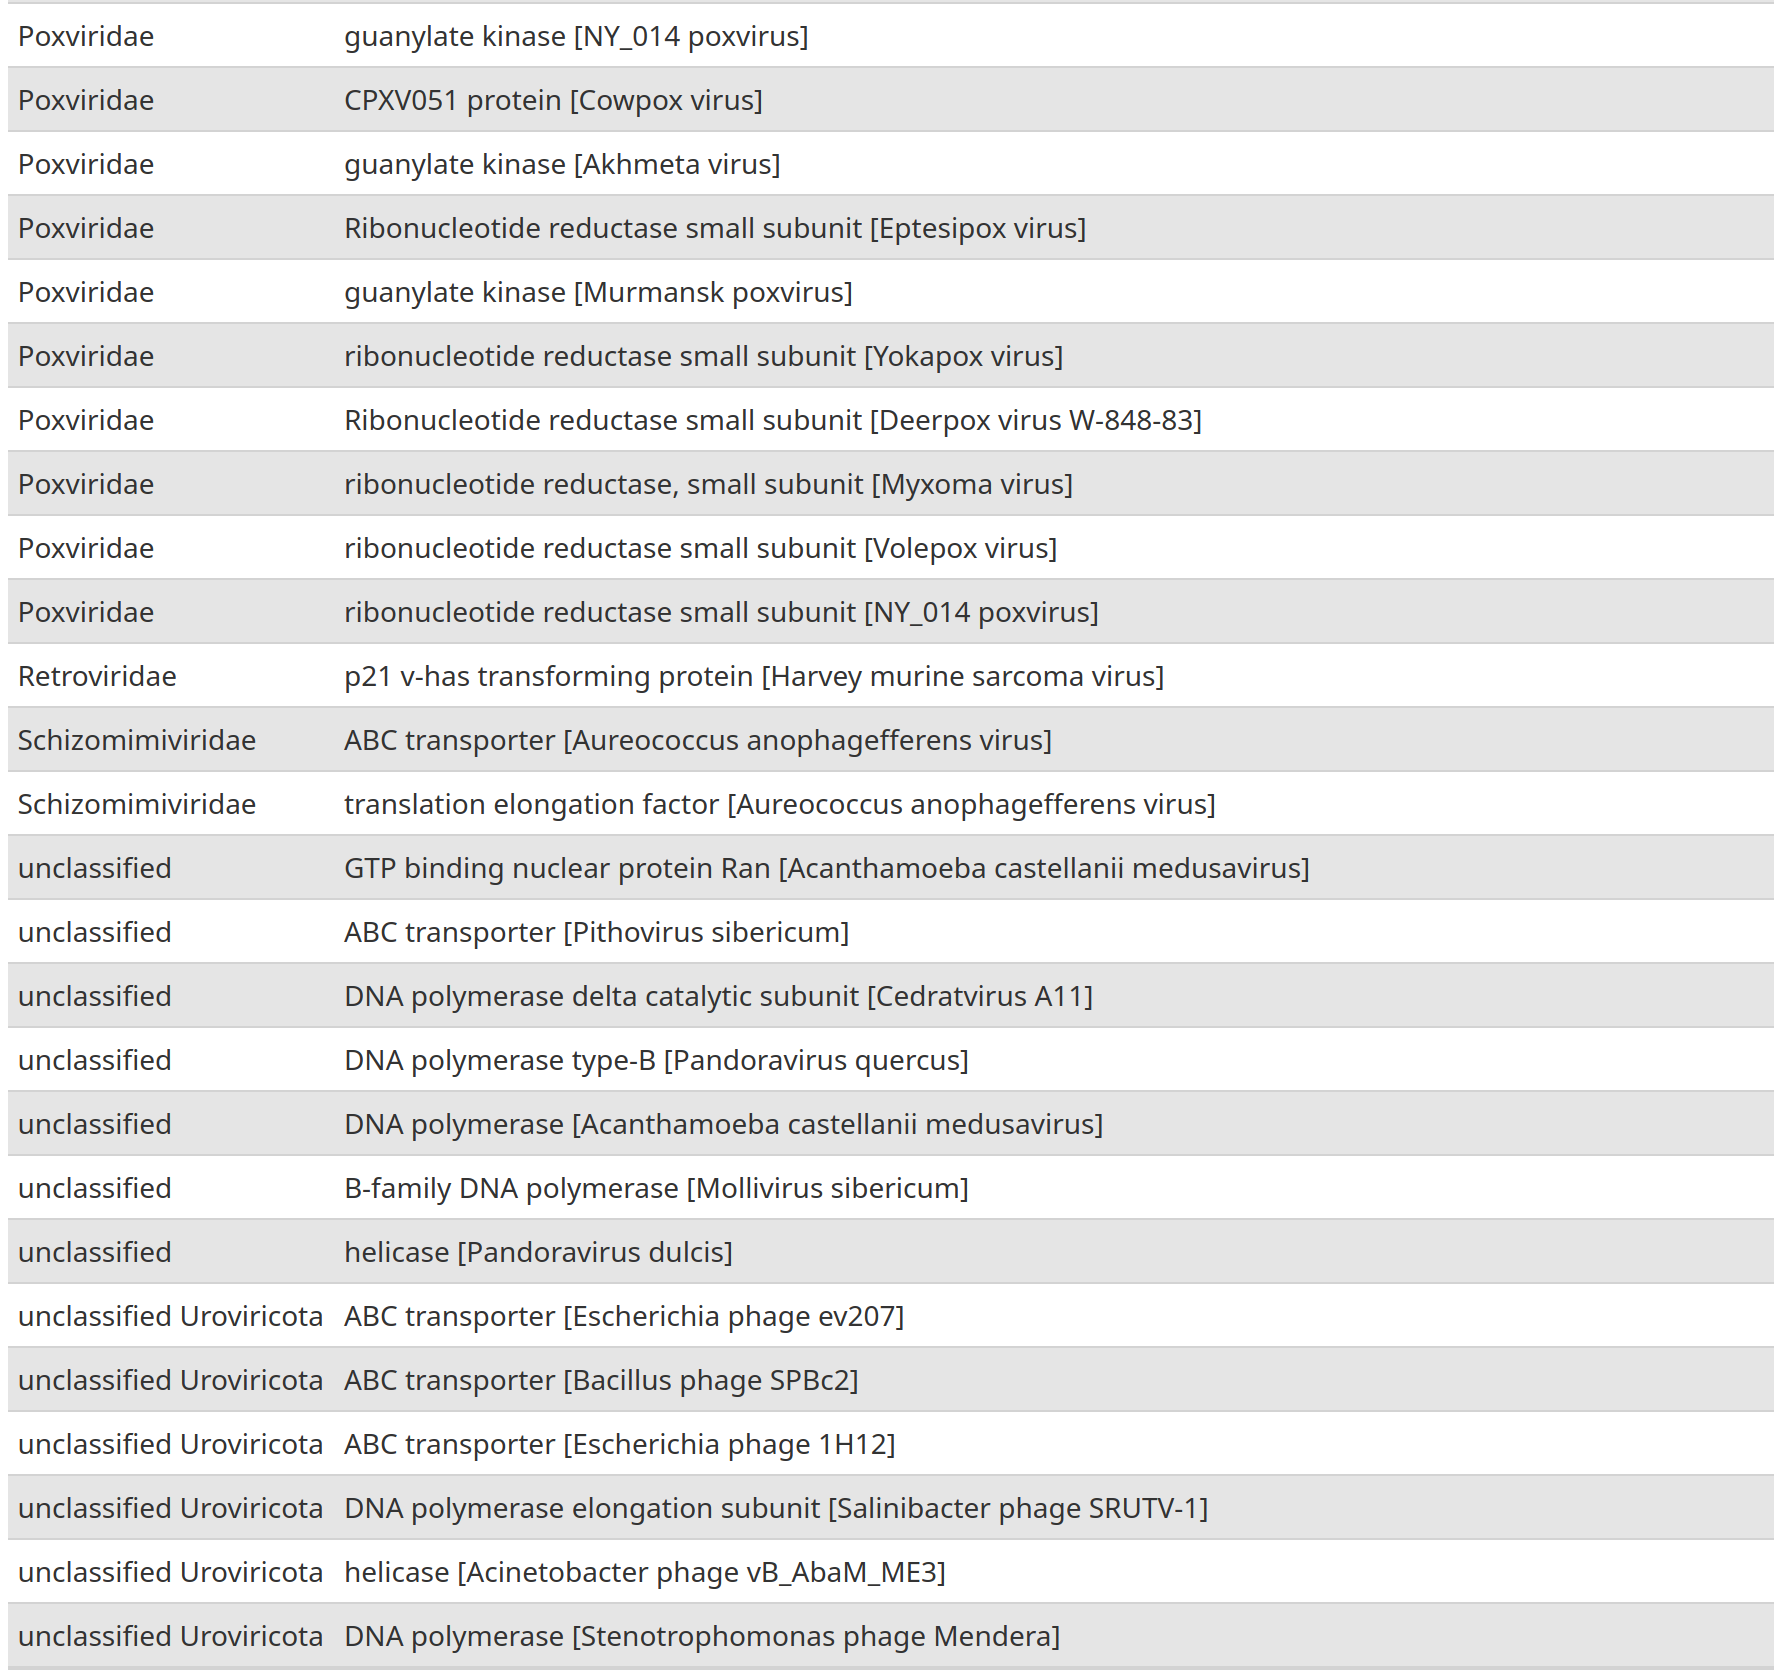 Poxviridae guanylate kinase [NY_014 poxvirus]
Poxviridae CPXV051 protein [Cowpox virus]
Poxviridae guanylate kinase [Akhmeta virus]
Poxviridae Ribonucleotide reductase small subunit [Eptesipox virus]
Poxviridae guanylate kinase [Murmansk poxvirus]
Poxviridae ribonucleotide reductase small subunit [Yokapox virus]
Poxviridae Ribonucleotide reductase small subunit [Deerpox virus W-848-83]
Poxviridae ribonucleotide reductase, small subunit [Myxoma virus]
Poxviridae ribonucleotide reductase small subunit [Volepox virus]
Poxviridae ribonucleotide reductase small subunit [NY_014 poxvirus]
Retroviridae p21 v-has transforming protein [Harvey murine sarcoma virus]
Schizomimiviridae ABC transporter [Aureococcus anophagefferens virus]
Schizomimiviridae translation elongation factor [Aureococcus anophagefferens virus]
unclassified GTP binding nuclear protein Ran [Acanthamoeba castellanii medusavirus]
unclassified ABC transporter [Pithovirus sibericum]
unclassified DNA polymerase delta catalytic subunit [Cedratvirus A11]
unclassified DNA polymerase type-B [Pandoravirus quercus]
unclassified DNA polymerase [Acanthamoeba castellanii medusavirus]
unclassified B-family DNA polymerase [Mollivirus sibericum]
unclassified helicase [Pandoravirus dulcis]
unclassified Uroviricota ABC transporter [Escherichia phage ev207]
unclassified Uroviricota ABC transporter [Bacillus phage SPBc2]
unclassified Uroviricota ABC transporter [Escherichia phage 1H12]
unclassified Uroviricota DNA polymerase elongation subunit [Salinibacter phage SRUTV-1]
unclassified Uroviricota helicase [Acinetobacter phage vB_AbaM_ME3]
unclassified Uroviricota DNA polymerase [Stenotrophomonas phage Mendera]